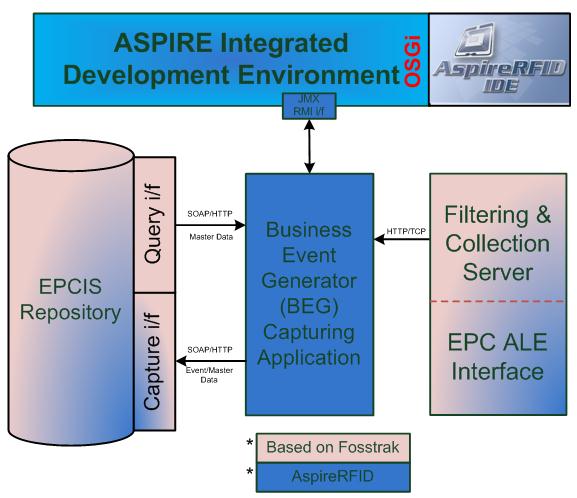 ASPIRE Integrated
Development Environment
OSGi
AspireRFID
IDE
JMX
RMI i/f
EPCIS
Repository
Query i/f
Capture i/f
SOAP/HTTP
Master Data
SOAP/HTTP
Event/Master
Data
Business
Event
Generator
(BEG)
Capturing
Application
HTTP/TCP
Filtering &
Collection
Server
EPC ALE
Interface
* Based on Fosstrak
* AspireRFID